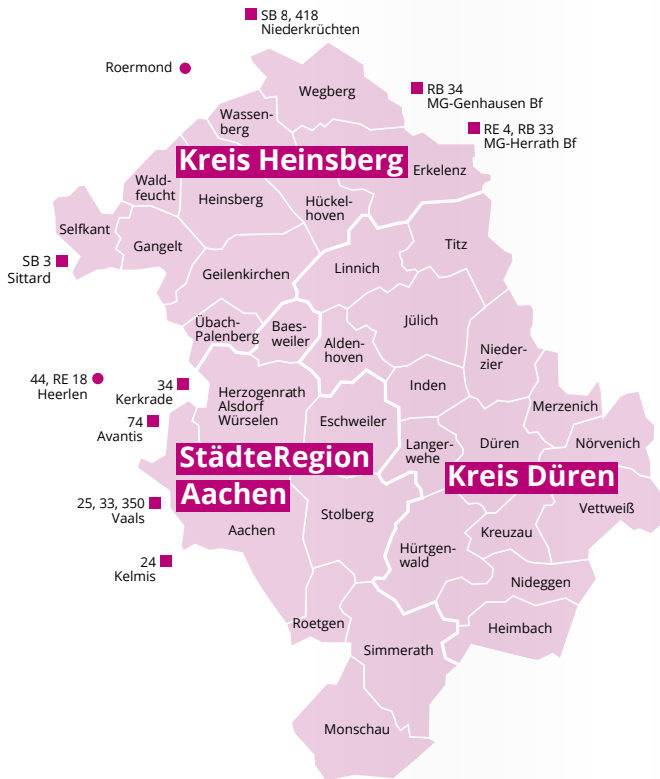 SB 8, 418
Niederkrüchten
Roermond
Wegberg
RB 34
MG-Genhausen Bf
Wassen-
berg
RE 4, RB 33
MG-Herrath Bf
Kreis Heinsberg
Erkelenz
Wald-
feucht
Heinsberg
Hückel-
hoven
Selfkant
Gangelt
Titz
SB 3
Sittard
Geilenkirchen
Linnich
Übach-
Palenberg
Baes-
weiler
Jülich
Alden-
hoven
Nieder-
zier
44, RE 18
Heerlen
34
Kerkrade
Herzogenrath
Alsdorf
Würselen
Inden
Merzenich
74
Avantis
Eschweiler
Langer-
wehe
Düren
Nörvenich
StädteRegion
Aachen
Kreis Düren
25, 33, 350
Vaals
Aachen
Stolberg
Vettweiß
Kreuzau
24
Kelmis
Hürtgen-
wald
Nideggen
Roetgen
Heimbach
Simmerath
Monschau